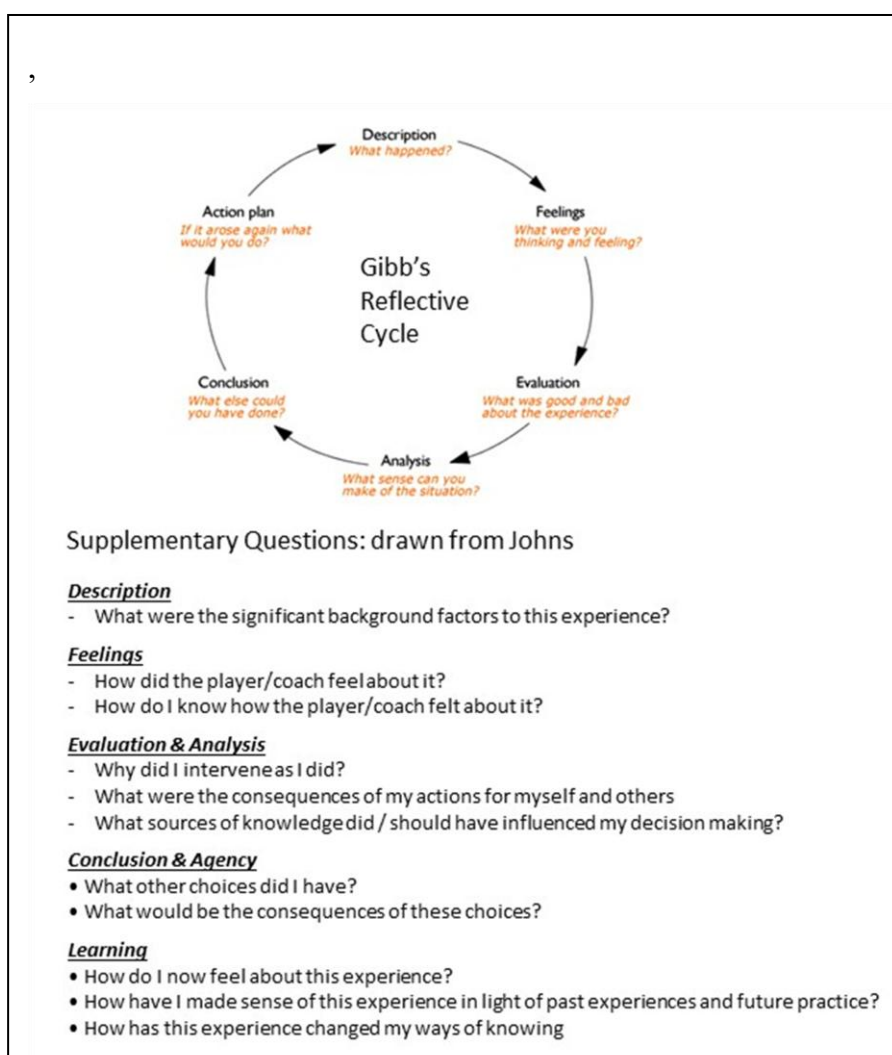 ,
Description
What happened?
Feelings
What were you
thinking and feeling?
Evaluation
What was good and bad
about the experience?
Analysis
What sense can you
make of the situation?
Conclusion
What else could
you have done?
Action plan
If it arose again what
would you do?
Gibb's
Reflective
Cycle
Supplementary Questions: drawn from Johns
Description
- What were the significant background factors to this experience?
Feelings
- How did the player/coach feel about it?
- How do I know how the player/coach felt about it?
Evaluation & Analysis
- Why did I intervene as I did?
- What were the consequences of my actions for myself and others
- What sources of knowledge did / should have influenced my decision making?
Conclusion & Agency
• What other choices did I have?
• What would be the consequences of these choices?
Learning
• How do I now feel about this experience?
• How have I made sense of this experience in light of past experiences and future practice?
• How has this experience changed my ways of knowing